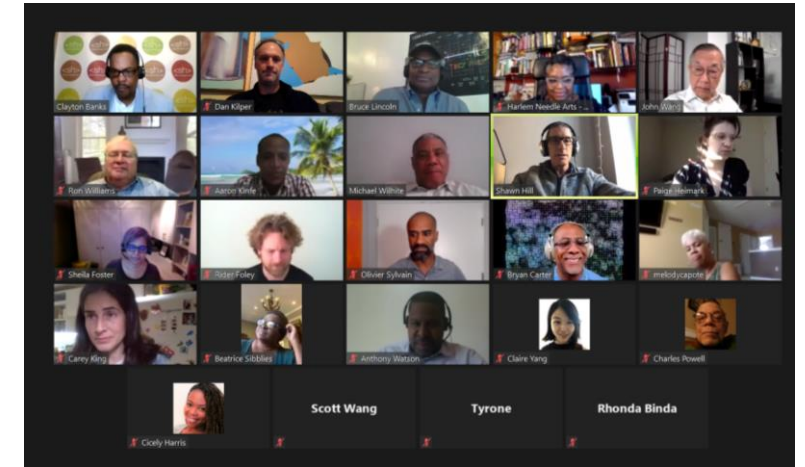 Clayton Banks
Dan Kilper
Bruce Lincoln
Harlem Needle Arts - ...
John Wang
Ron Williams
Aaron Kinfe
Michael Wilhite
Shawn Hill
Paige Heimark
Sheila Foster
Rider Foley
Olivier Sylvain
Bryan Carter
melodycapote
Carey King
Beatrice Sibblies
Anthony Watson
Claire Yang
Charles Powell
Cicely Harris
Scott Wang
Tyrone
Rhonda Binda